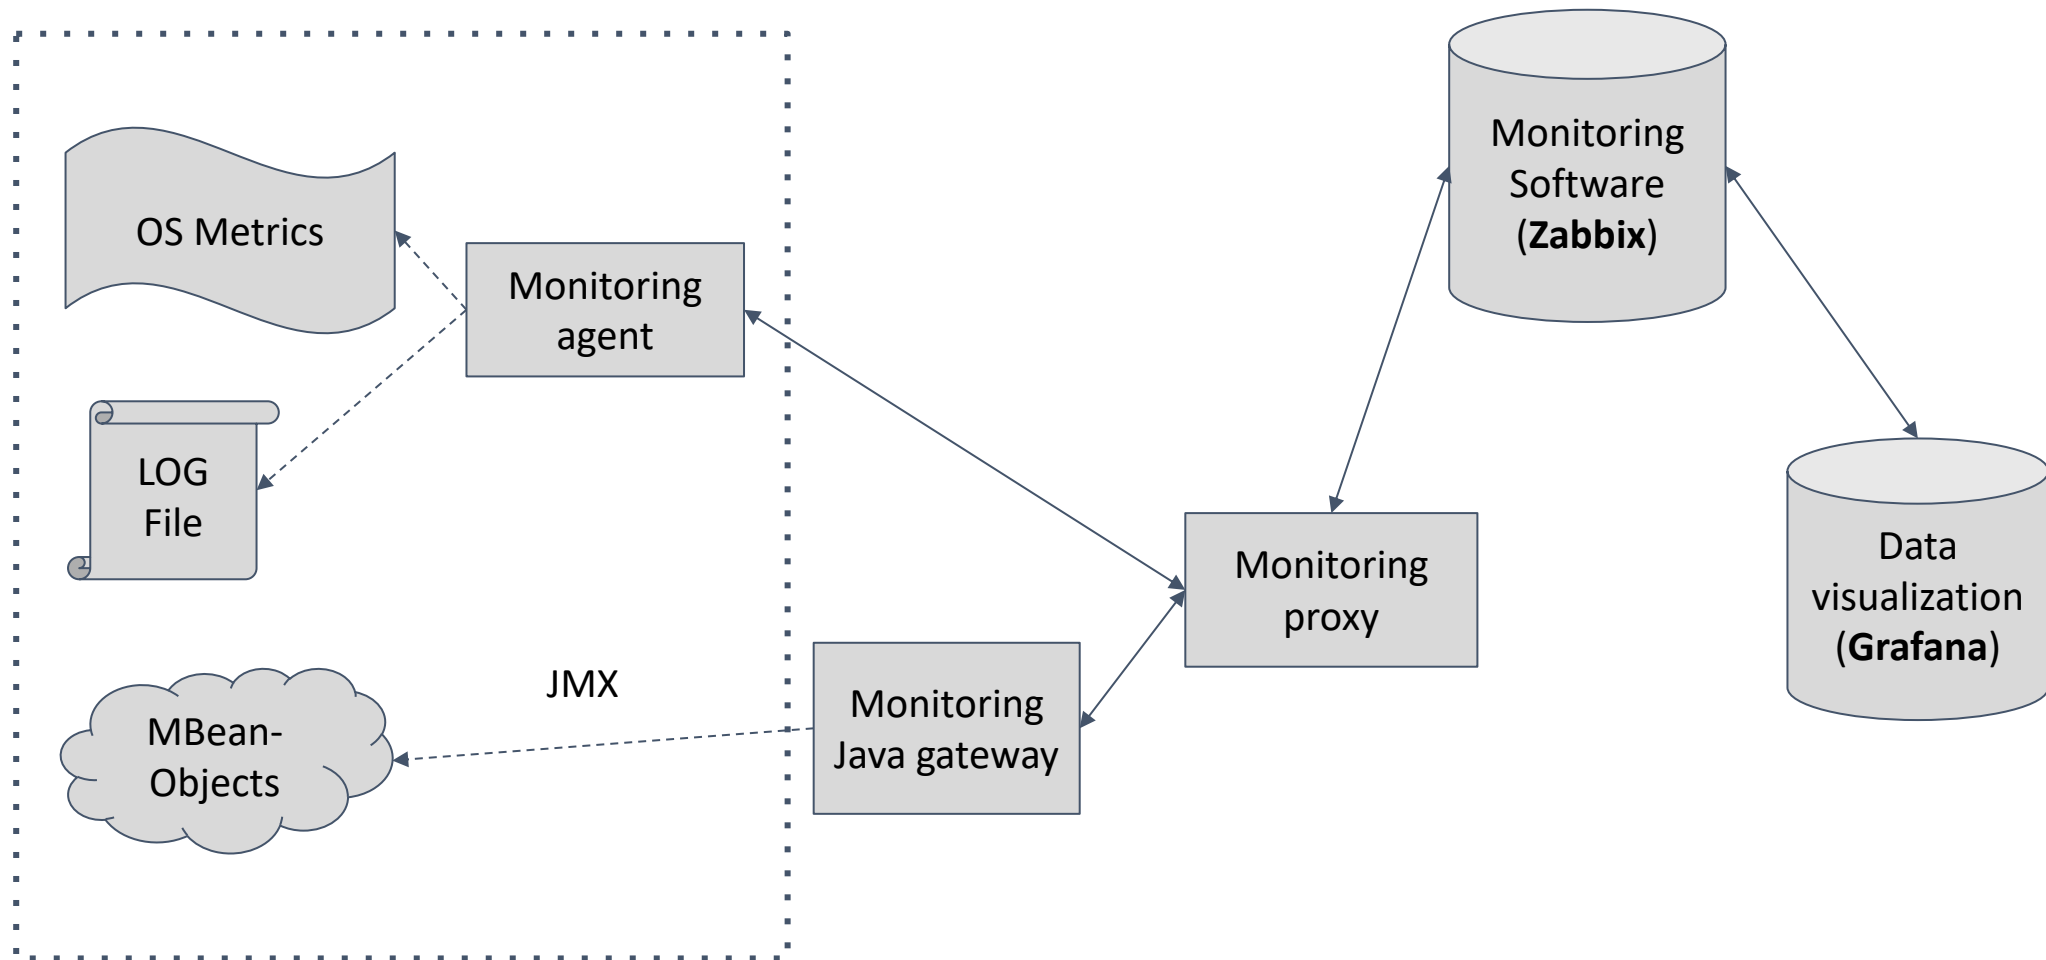 OS Metrics
Monitoring
agent
LOG
File
MBean-
Objects
JMX
Monitoring
Java gateway
Monitoring
proxy
Monitoring
Software
(Zabbix)
Data
visualization
(Grafana)